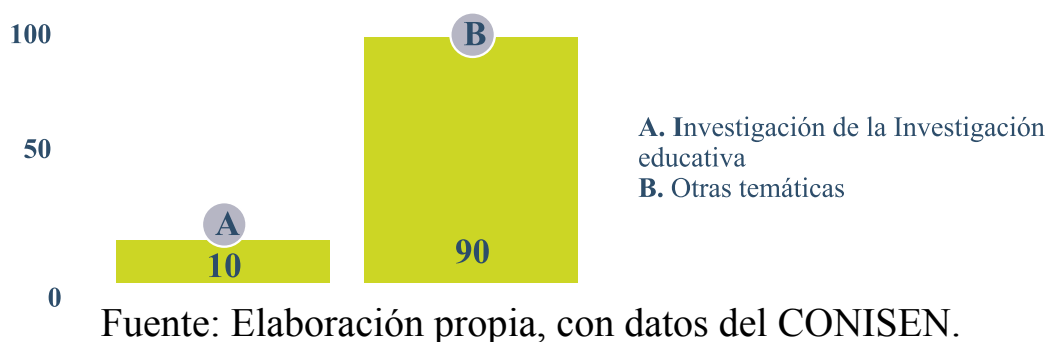 100
B
50
A. Investigación de la Investigación
educativa
B. Otras temáticas
A
10
90
0
Fuente: Elaboración propia, con datos del CONISEN.